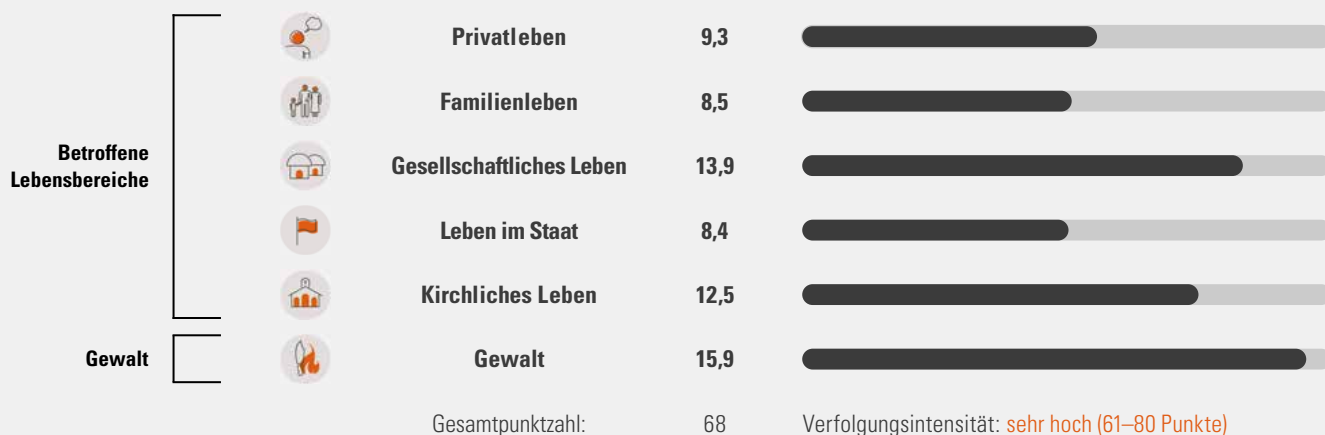 Privatleben 9,3
Familienleben 8,5
Betroffene
Lebensbereiche
Gesellschaftliches Leben 13,9
Leben im Staat 8,4
Kirchliches Leben 12,5
Gewalt Gewalt 15,9
Gesamtpunktzahl: 68 Verfolgungsintensität: sehr hoch (61–80 Punkte)